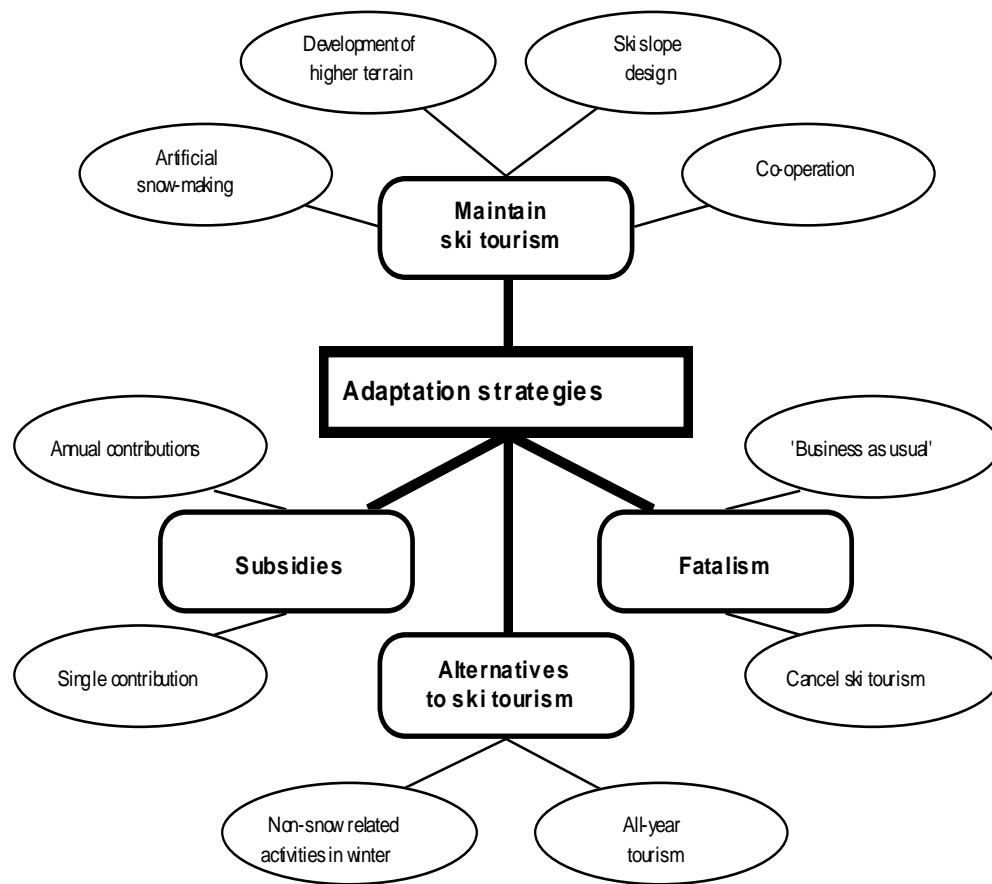 Development of
higher terrain
Ski slope
design
Artificial
snow-making
Co-operation
Maintain
ski tourism
Adaptation strategies
Annual contributions
'Business as usual'
Subsidies
Fatalism
Single contribution
Alternatives
to ski tourism
Cancel ski tourism
Non-snow related
activities in winter
All-year
tourism